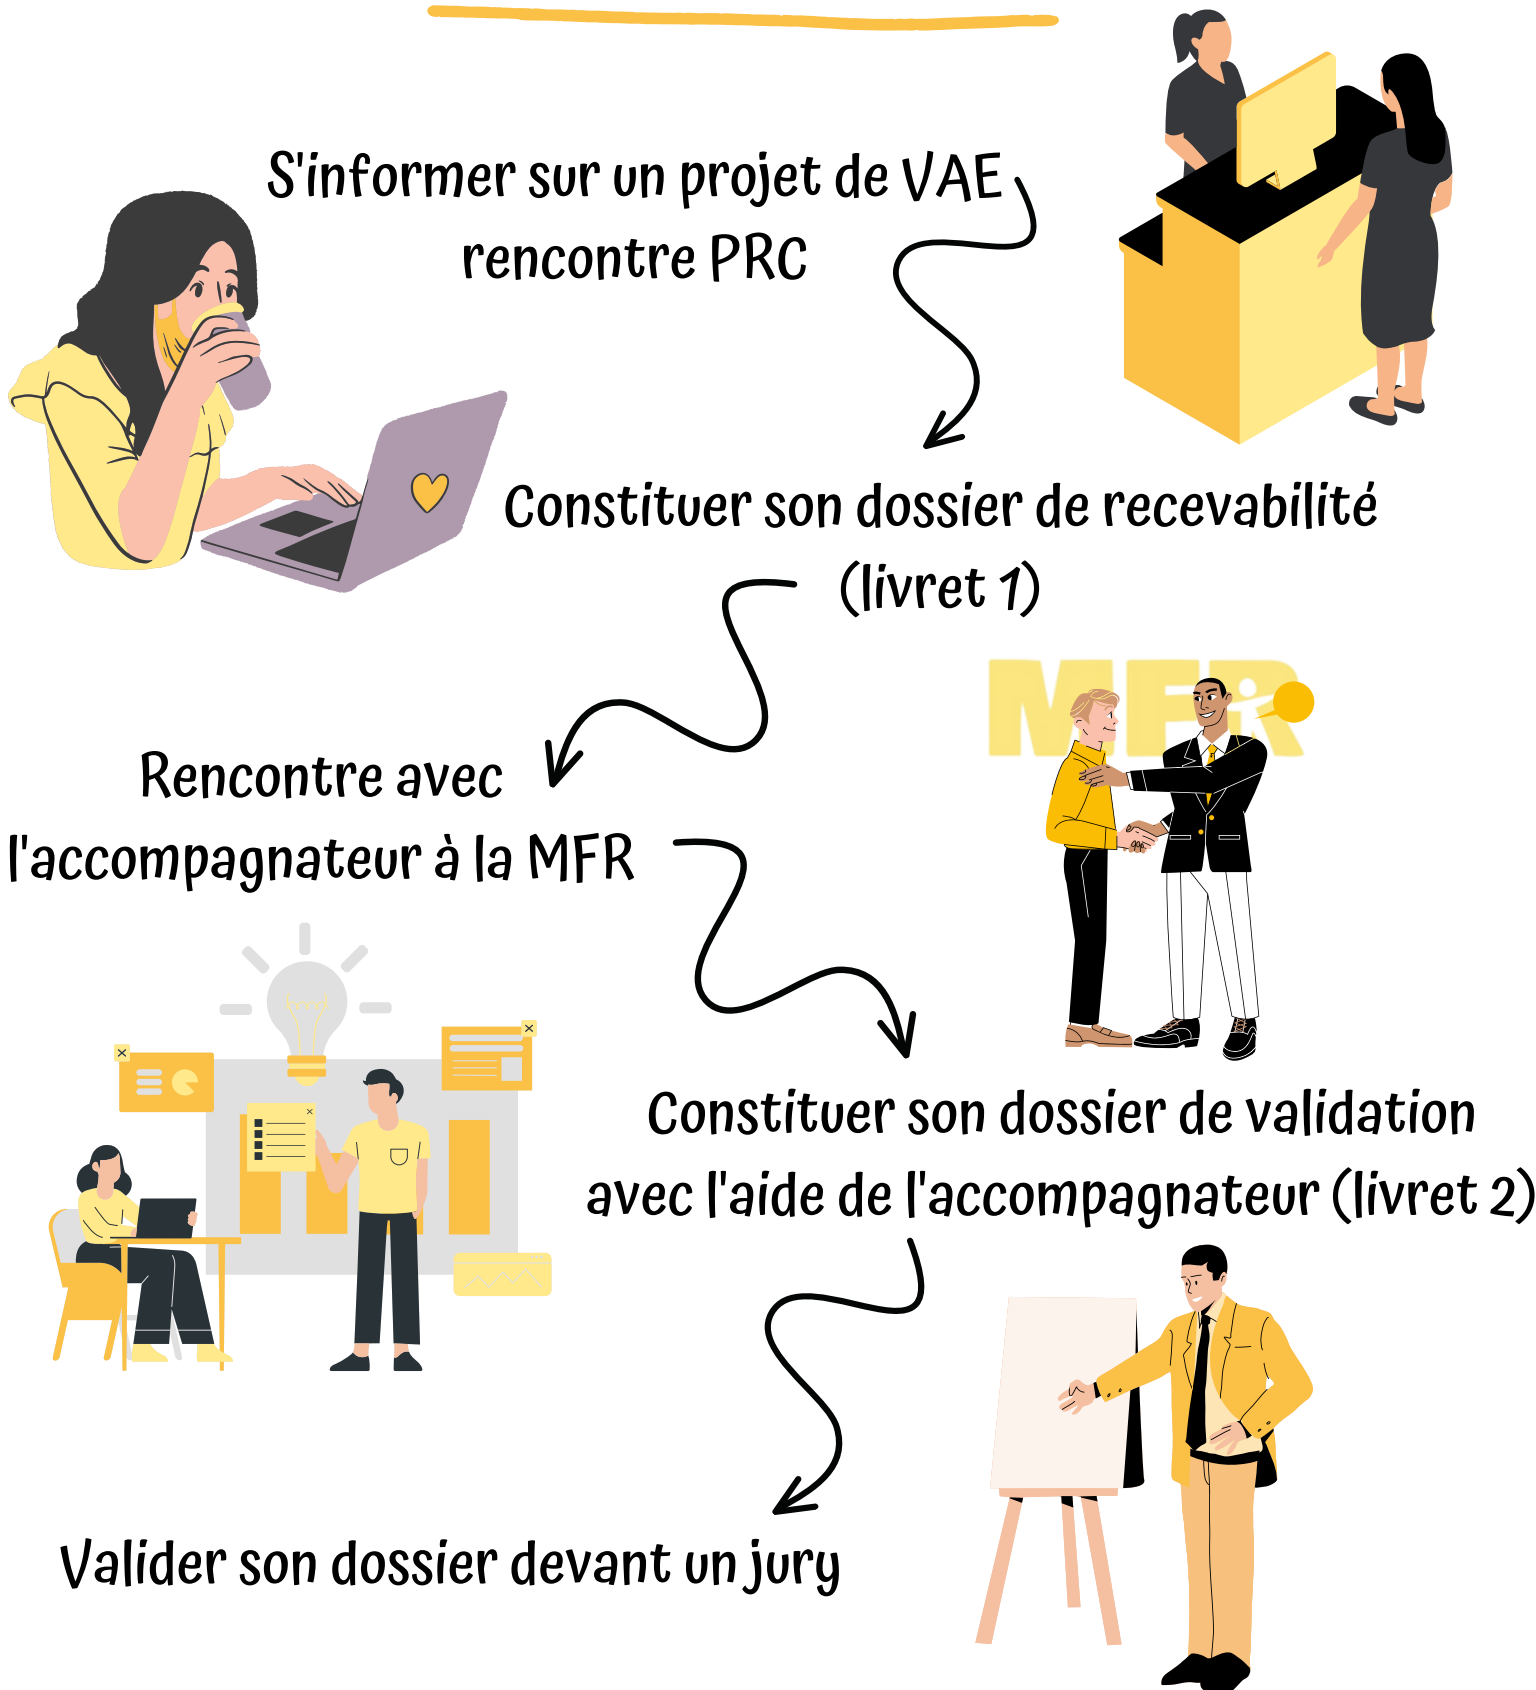 S'informer sur un projet de VAE
rencontre PRC
Constituer son dossier de recevabilité
(livret 1)
MFR
Rencontre avec
l'accompagnateur à la MFR
Constituer son dossier de validation
avec l'aide de l'accompagnateur (livret 2)
Valider son dossier devant un jury